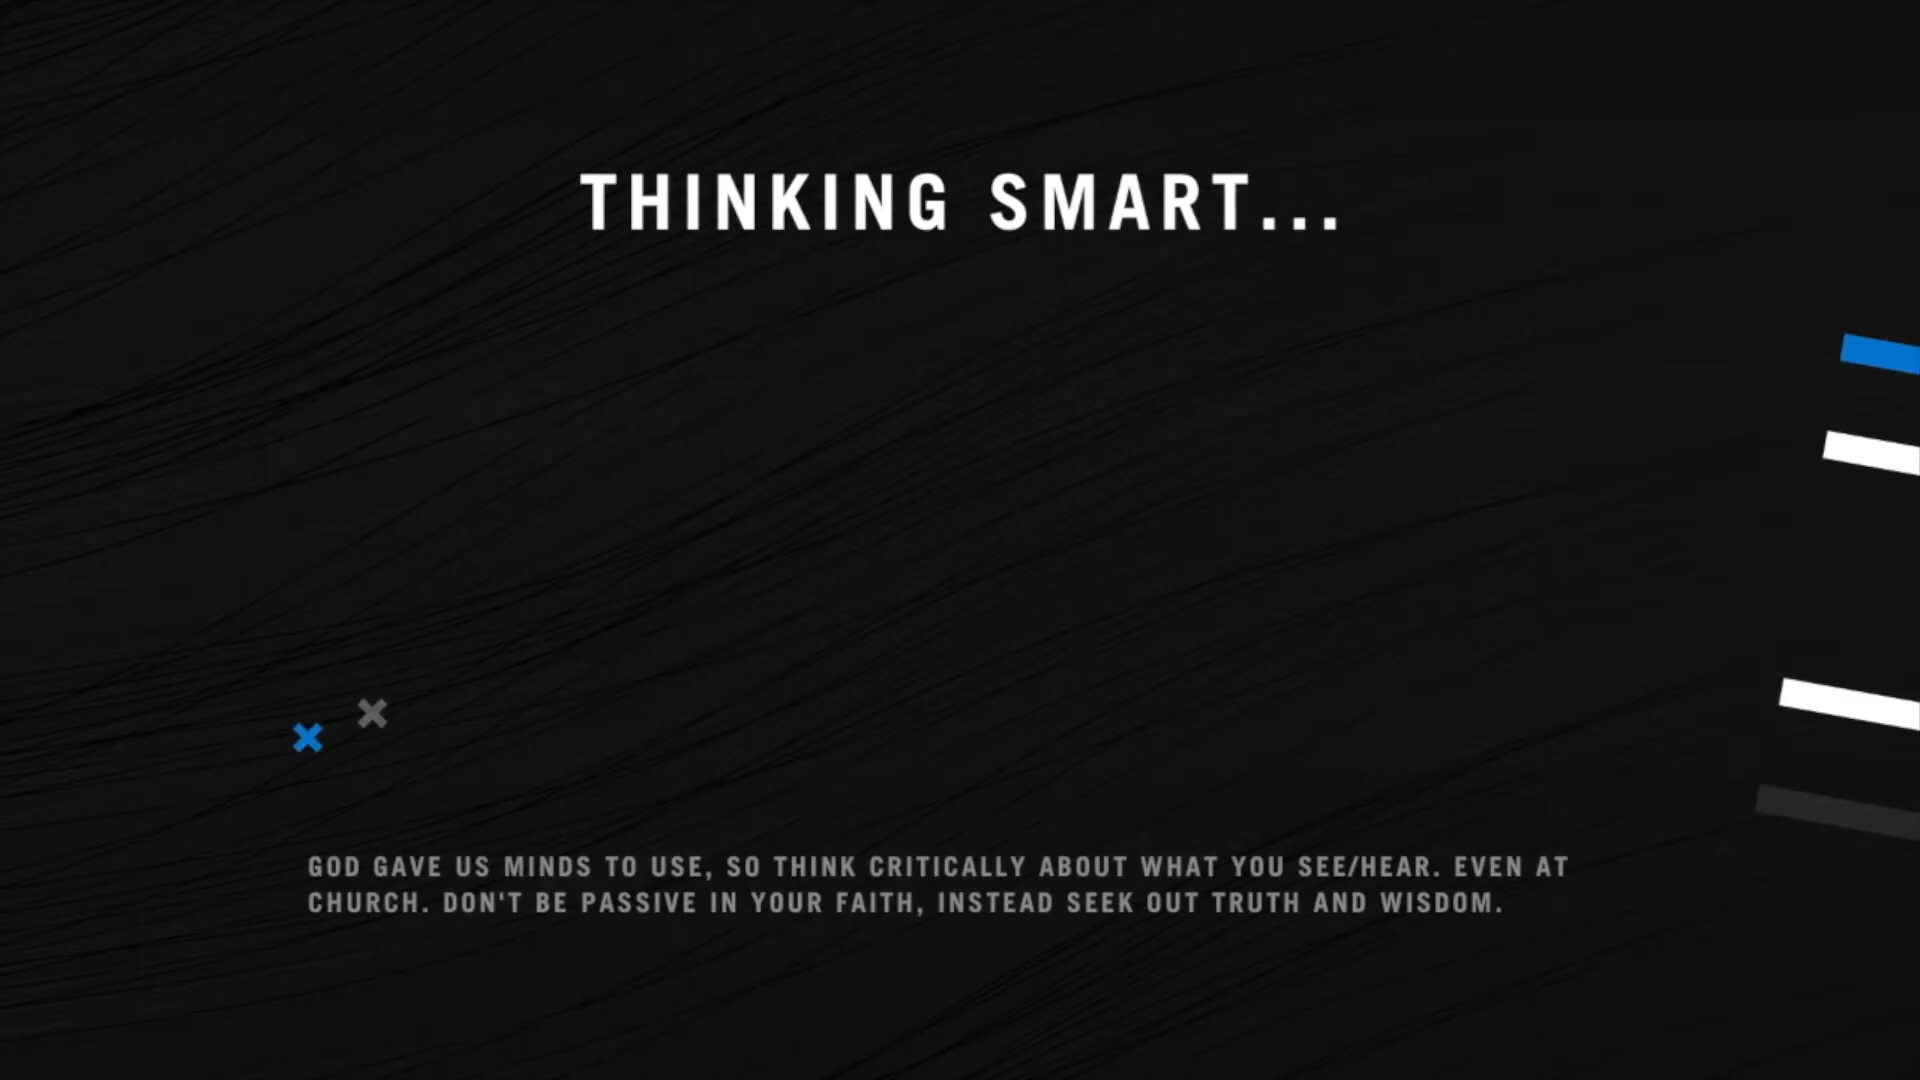 THINKING SMART...
GOD GAVE US MINDS TO USE, SO THINK CRITICALLY ABOUT WHAT YOU SEE/HEAR. EVEN AT
CHURCH. DON'T BE PASSIVE IN YOUR FAITH, INSTEAD SEEK OUT TRUTH AND WISDOM.